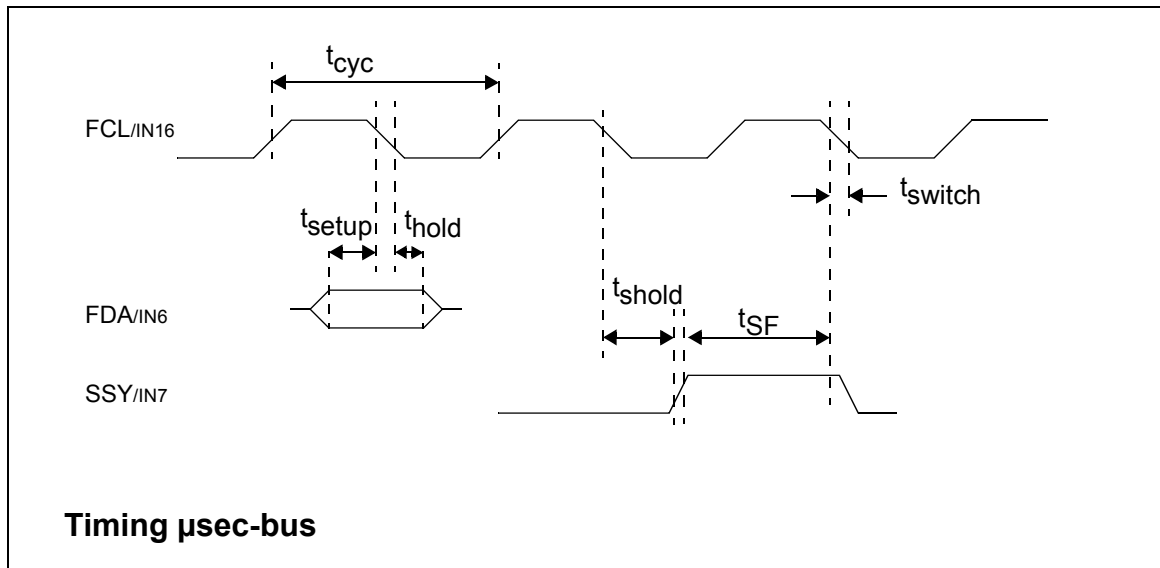 tcyc
FCL/IN16
tswitch
tsetup
thold
tshold
FDA/IN6
tSF
SSY/IN7
Timing µsec-bus